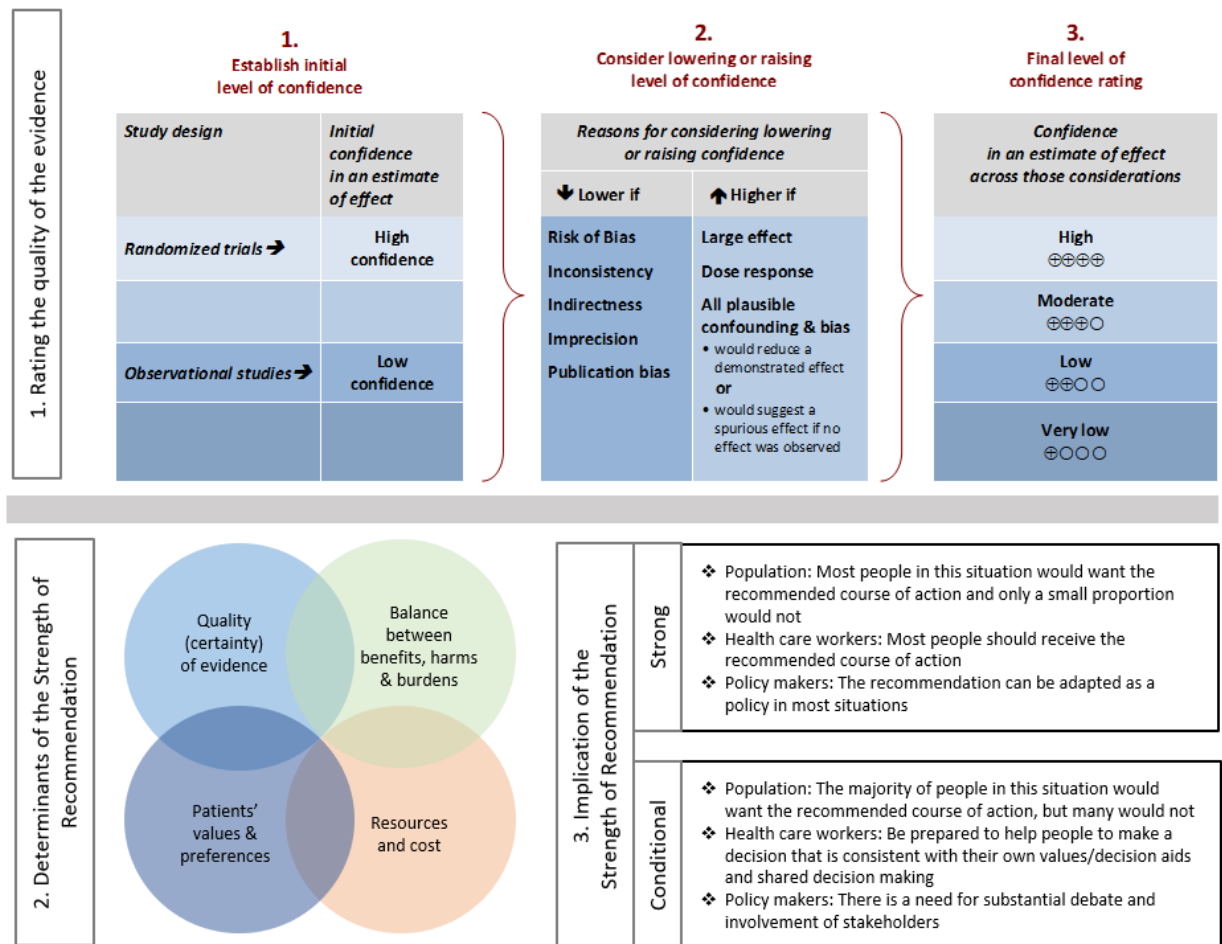 1. Rating the quality of the evidence
1.
Establish initial
level of confidence
Study design
Initial
confidence
in an estimate
of effect
Randomized trials ➔
High
confidence
Observational studies ➔
Low
confidence
2.
Consider lowering or raising
level of confidence
Reasons for considering lowering
or raising confidence
🡇 Lower if
🡅 Higher if
Risk of Bias
Inconsistency
Indirectness
Imprecision
Publication bias
Large effect
Dose response
All plausible
confounding & bias
• would reduce a
demonstrated effect
or
• would suggest a
spurious effect if no
effect was observed
3.
Final level of
confidence rating
Confidence
in an estimate of effect
across those considerations
High
⊕⊕⊕⊕
Moderate
⊕⊕⊕○
Low
⊕⊕○○
Very low
⊕○○○
2. Determinants of the Strength of
Recommendation
Quality
(certainty)
of evidence
Balance
between
benefits, harms
& burdens
Patients'
values &
preferences
Resources
and cost
3. Implication of the
Strength of Recommendation
Strong
❖ Population: Most people in this situation would want the
recommended course of action and only a small proportion
would not
❖ Health care workers: Most people should receive the
recommended course of action
❖ Policy makers: The recommendation can be adapted as a
policy in most situations
Conditional
❖ Population: The majority of people in this situation would
want the recommended course of action, but many would not
❖ Health care workers: Be prepared to help people to make a
decision that is consistent with their own values/decision aids
and shared decision making
❖ Policy makers: There is a need for substantial debate and
involvement of stakeholders